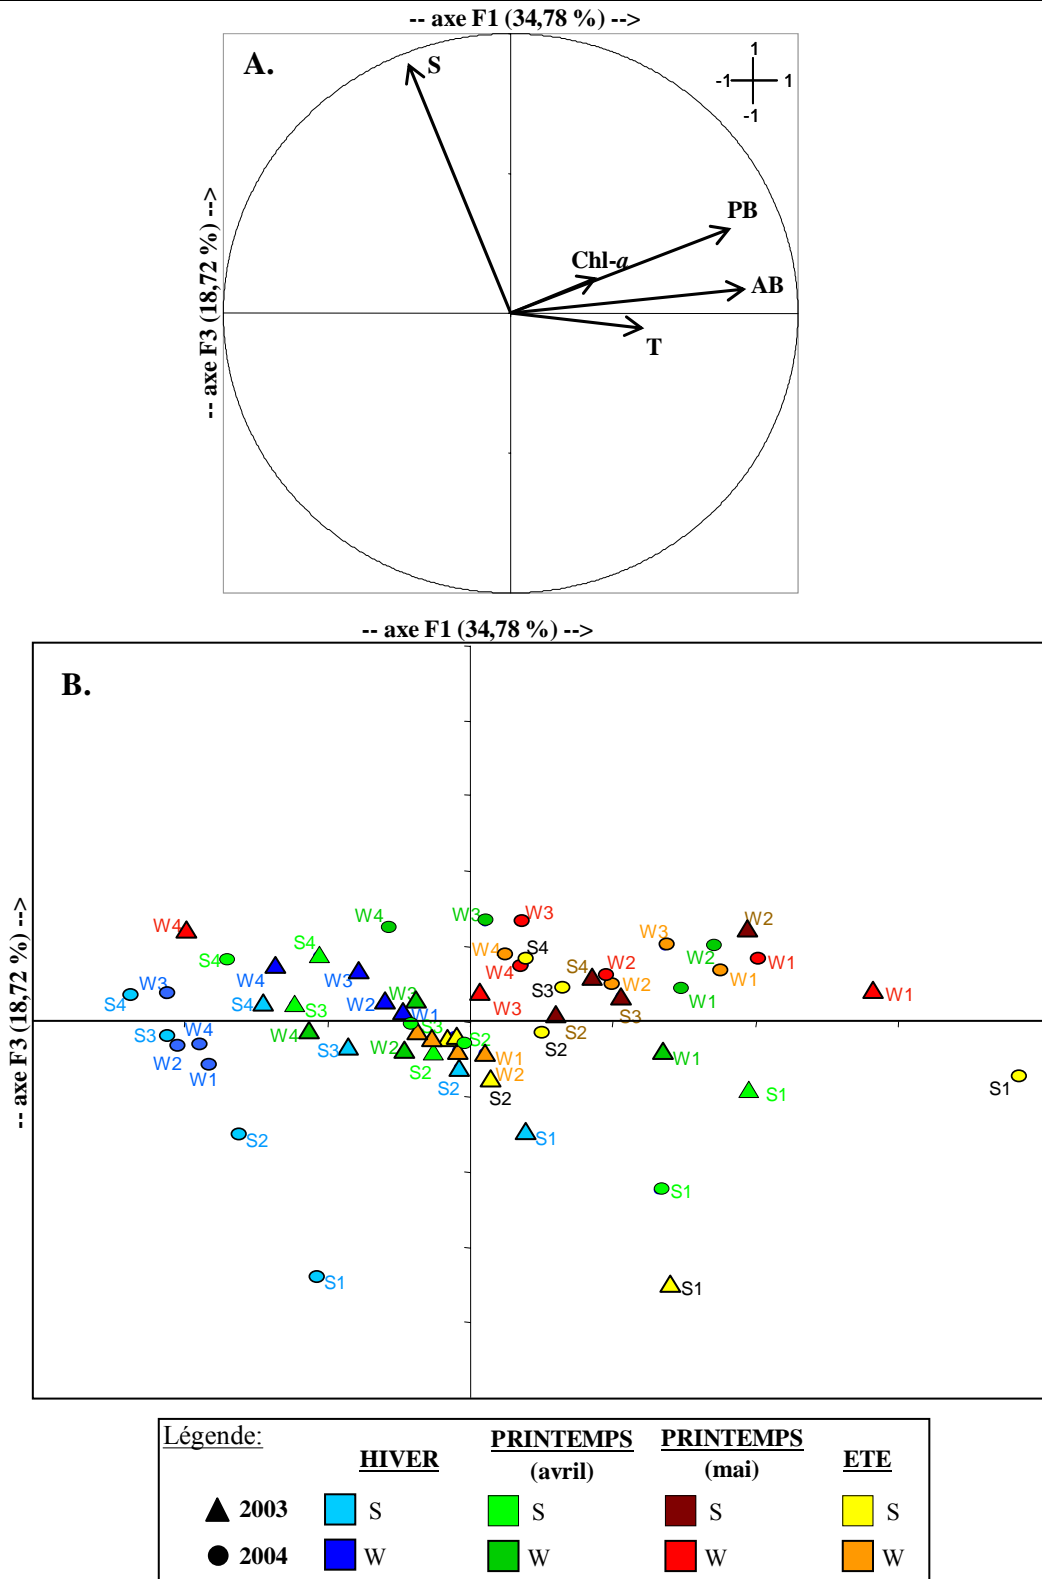 -- axe F1 (34,78 %) -->
A.
S
1
-1
1
-1
PB
Chl-a
AB
T
-- axe F3 (18,72 %) -->
-- axe F1 (34,78 %) -->
B.
-- axe F3 (18,72 %) -->
W4
S4
S4
W4
W3
W3
W4
S4
W3
S4
W2
W3
W1
S3
S4
W3
W4
S3
W3
W2
S4
W2
S3
W2
W1
W1
W3
W2
W1
W1
S3
W4
W2
W1
W4
S3
W2
S2
S2
S2
W1
W2
S2
S2
S2
W1
S1
S1
S2
S1
S1
S1
S1
Légende:
HIVER
PRINTEMPS
(avril)
PRINTEMPS
(mai)
ETE
2003
S
S
S
S
2004
W
W
W
W